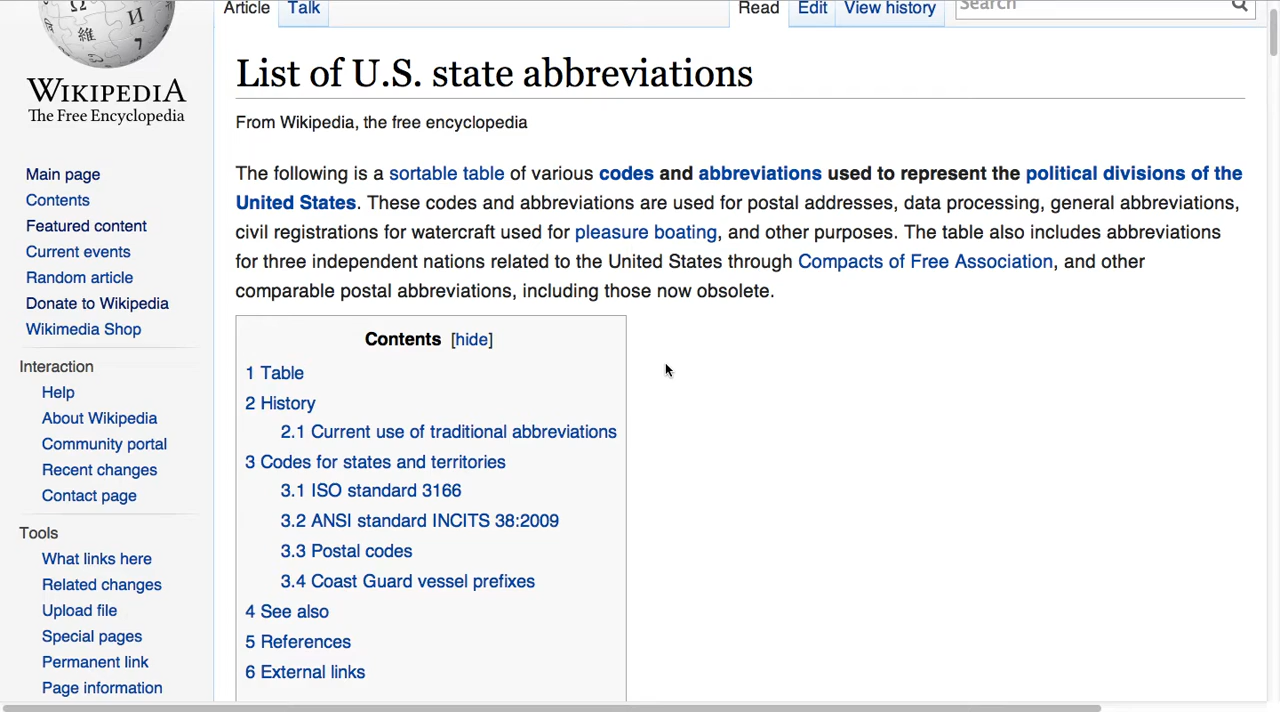 Article Talk Read Edit View history Search
WIKIPEDIA
The Free Encyclopedia
Main page
Contents
Featured content
Current events
Random article
Donate to Wikipedia
Wikimedia Shop
Interaction
Help
About Wikipedia
Community portal
Recent changes
Contact page
Tools
What links here
Related changes
Upload file
Special pages
Permanent link
Page information
List of U.S. state abbreviations
From Wikipedia, the free encyclopedia
The following is a sortable table of various codes and abbreviations used to represent the political divisions of the
United States. These codes and abbreviations are used for postal addresses, data processing, general abbreviations,
civil registrations for watercraft used for pleasure boating, and other purposes. The table also includes abbreviations
for three independent nations related to the United States through Compacts of Free Association, and other
comparable postal abbreviations, including those now obsolete.
Contents [hide]
1 Table
2 History
2.1 Current use of traditional abbreviations
3 Codes for states and territories
3.1 ISO standard 3166
3.2 ANSI standard INCITS 38:2009
3.3 Postal codes
3.4 Coast Guard vessel prefixes
4 See also
5 References
6 External links